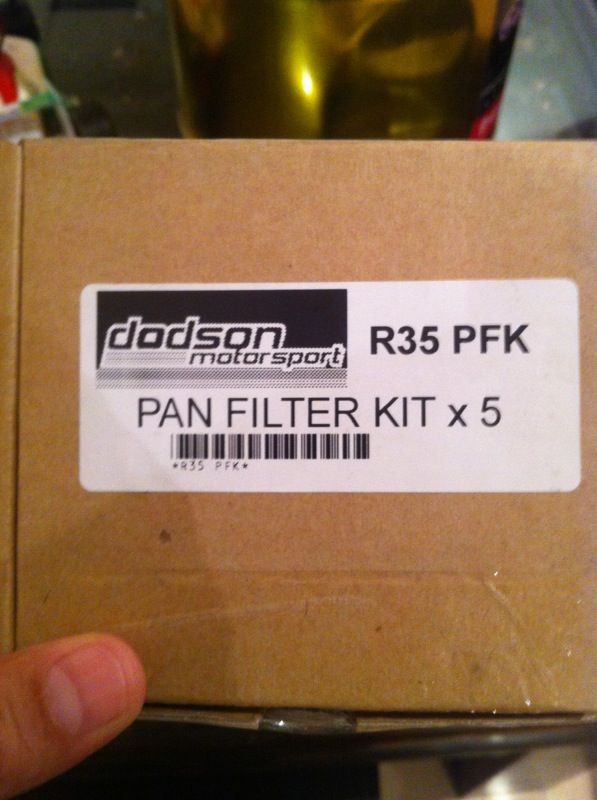 dodson
motorsport
R35 PFK
PAN FILTER KIT x 5
*R35 PFK*